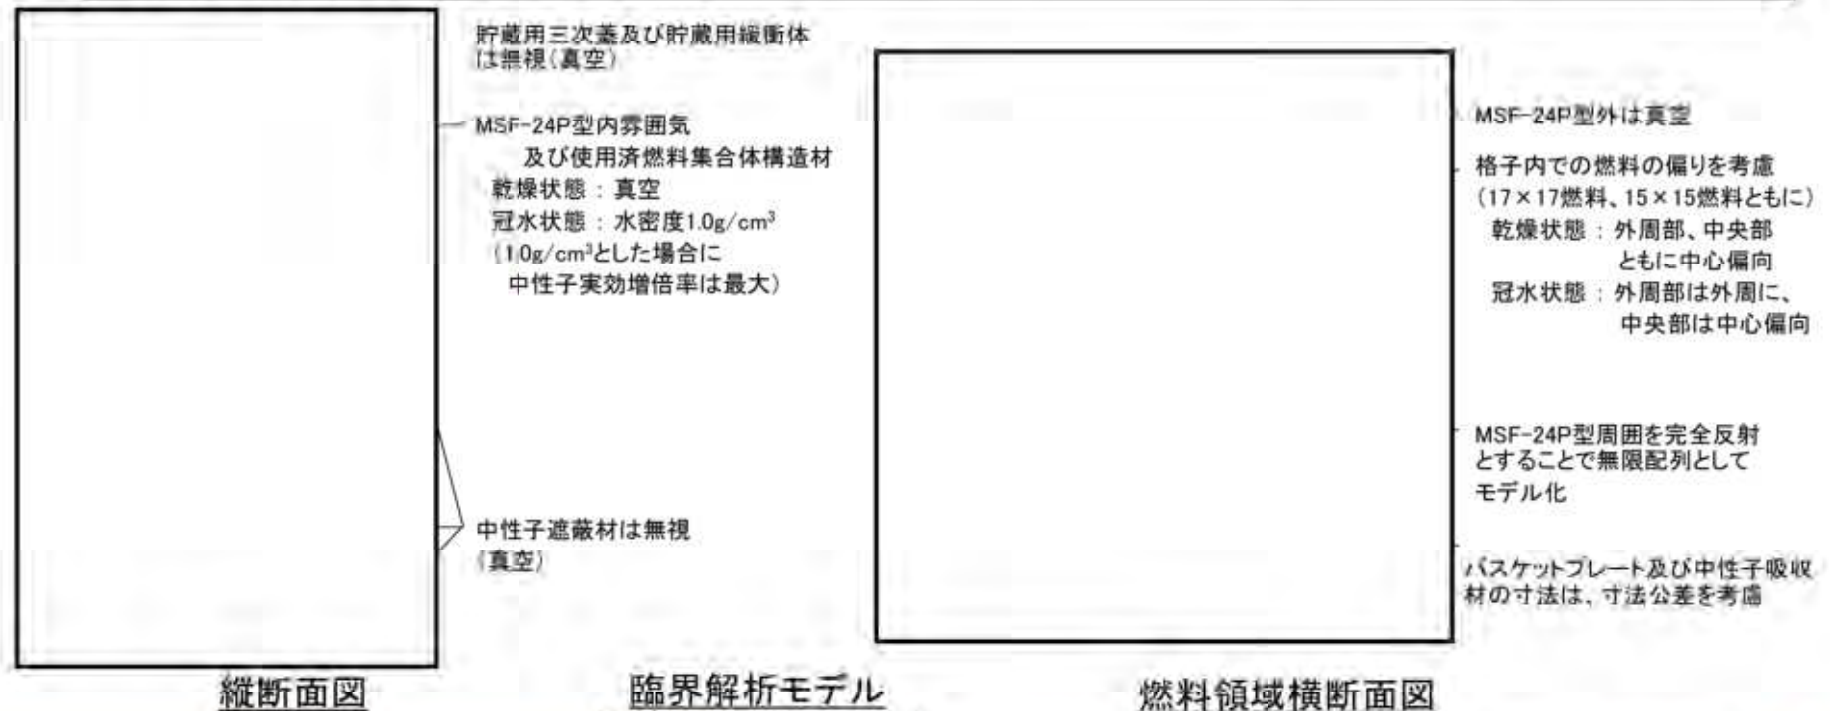 貯蔵用三次蓋及び貯蔵用緩衝体
は無視(真空)
MSF-24P型内雰囲気
及び使用済燃料集合体構造材
乾燥状態：真空
冠水状態：水密度1.0g/cm³
(1.0g/cm³とした場合に
中性子実効増倍率は最大)
中性子遮蔽材は無視
(真空)
縦断面図
臨界解析モデル
MSF-24P型外は真空
格子内での燃料の偏りを考慮
(17×17燃料、15×15燃料ともに)
乾燥状態：外周部、中央部
ともに中心偏向
冠水状態：外周部は外周に、
中央部は中心偏向
MSF-24P型周囲を完全反射
とすることで無限配列として
モデル化
バスケットプレート及び中性子吸収
材の寸法は、寸法公差を考慮
燃料領域横断面図